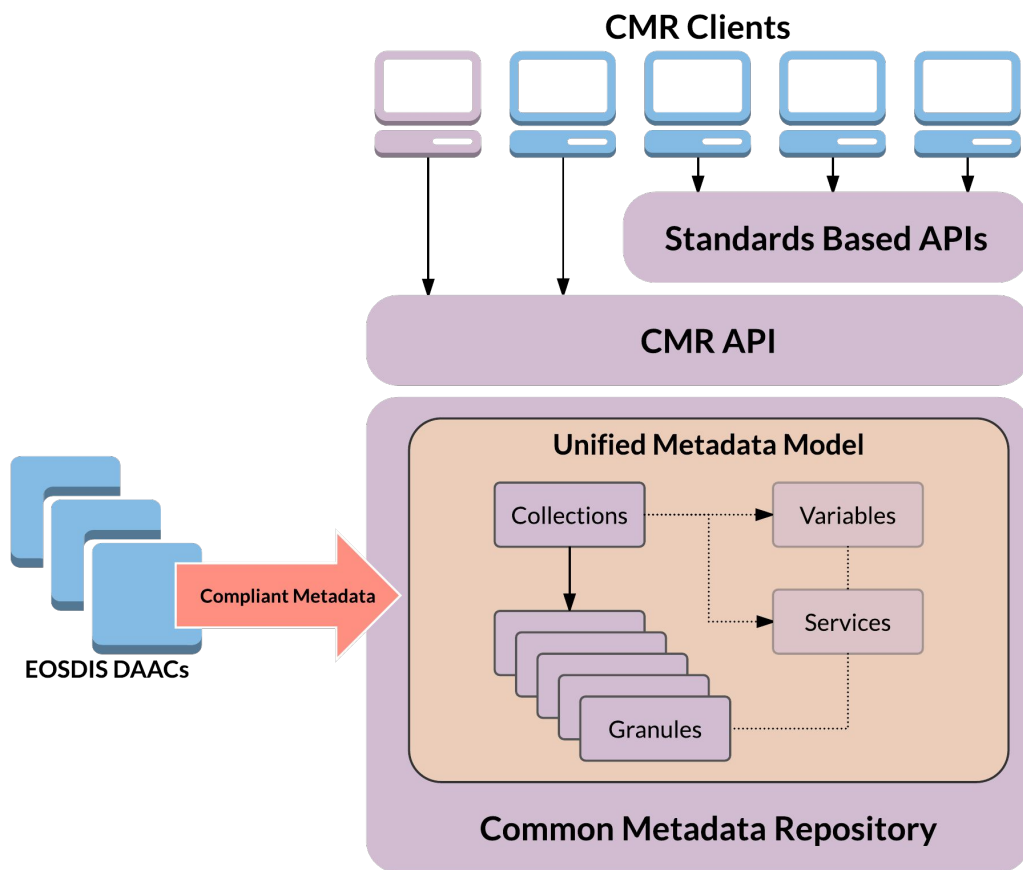 CMR Clients
Standards Based APIs
CMR API
Unified Metadata Model
Collections
Variables
Compliant Metadata
Services
EOSDIS DAACs
Granules
Common Metadata Repository